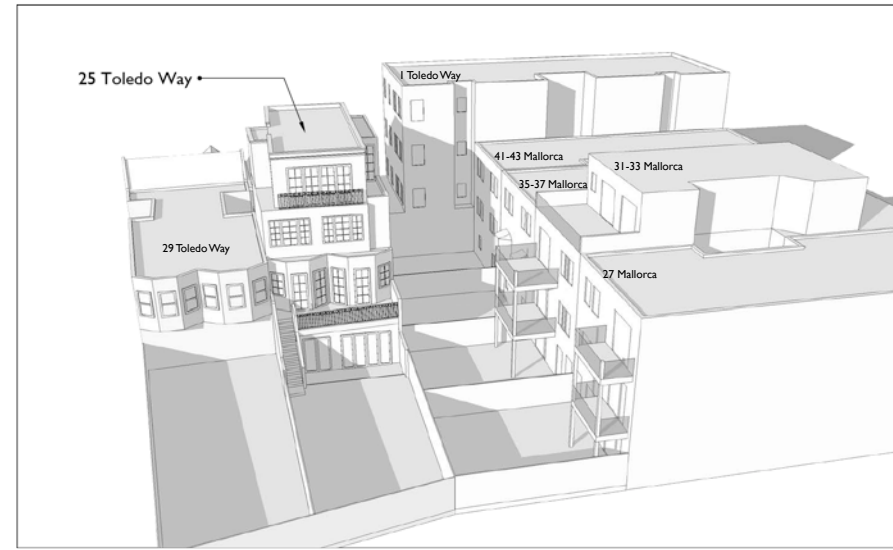 25 Toledo Way
1 Toledo Way
41-43 Mallorca
31-33 Mallorca
35-37 Mallorca
29 Toledo Way
27 Mallorca